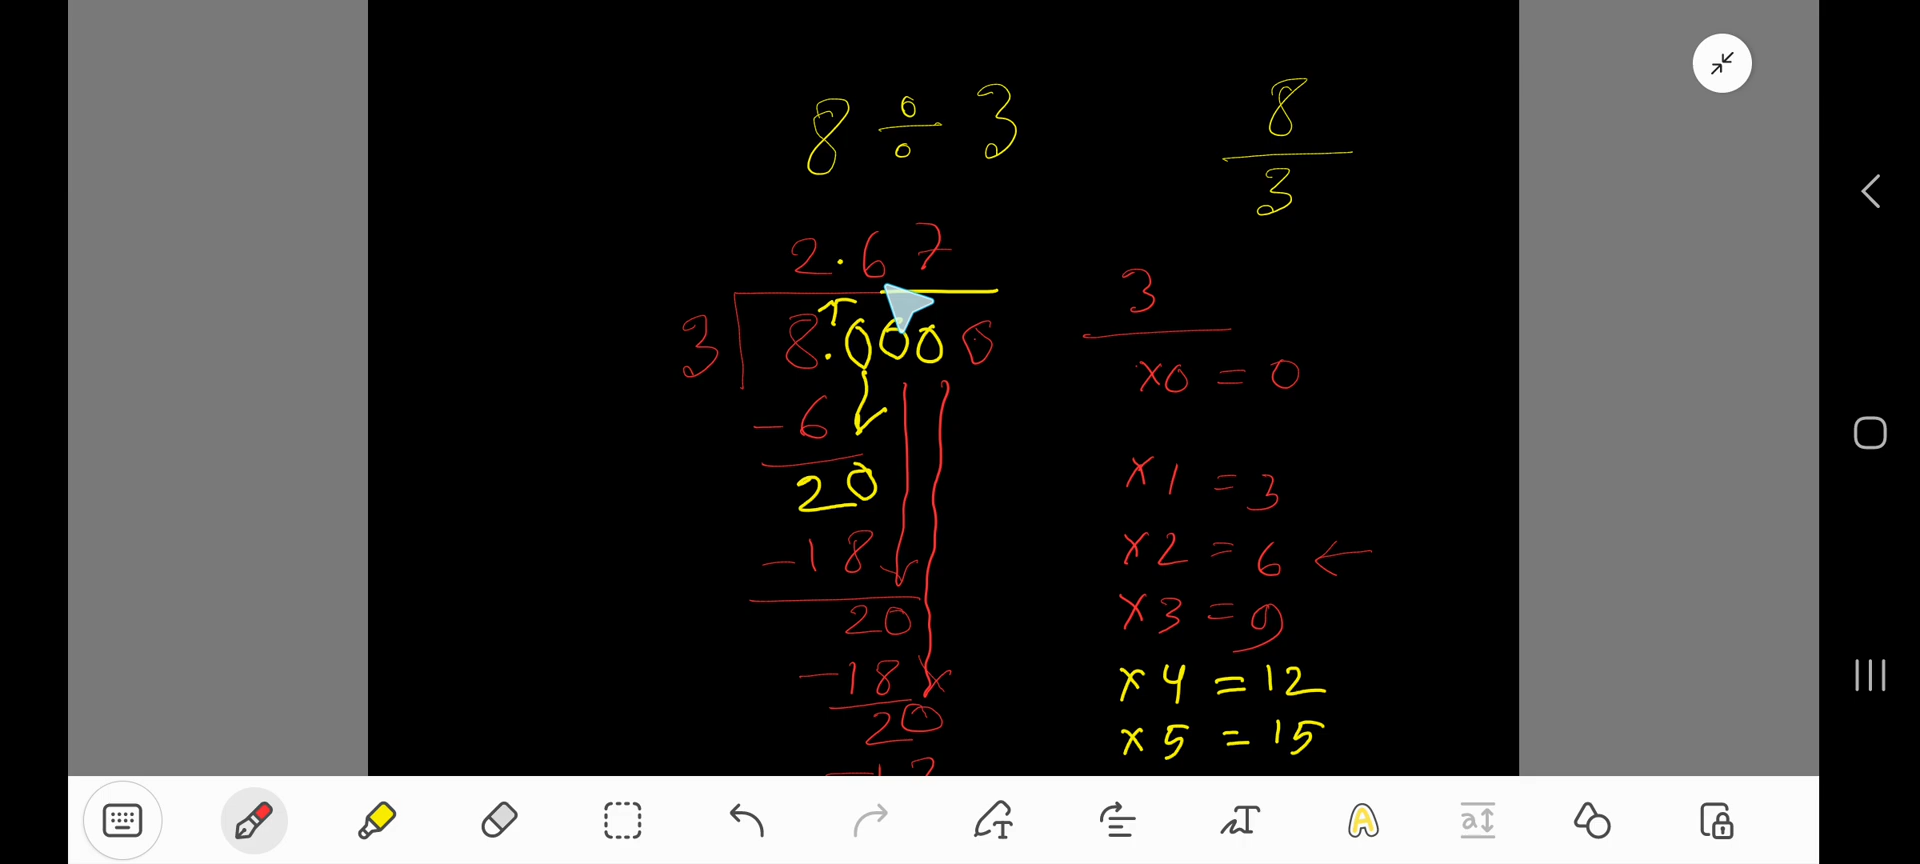 8 ÷ 3
8
3
2.67
3
8.0000
-6
20
-18
20
-18
20
3
x0 = 0
x1 = 3
x2 = 6 ←
x3 = 9
x4 = 12
x5 = 15